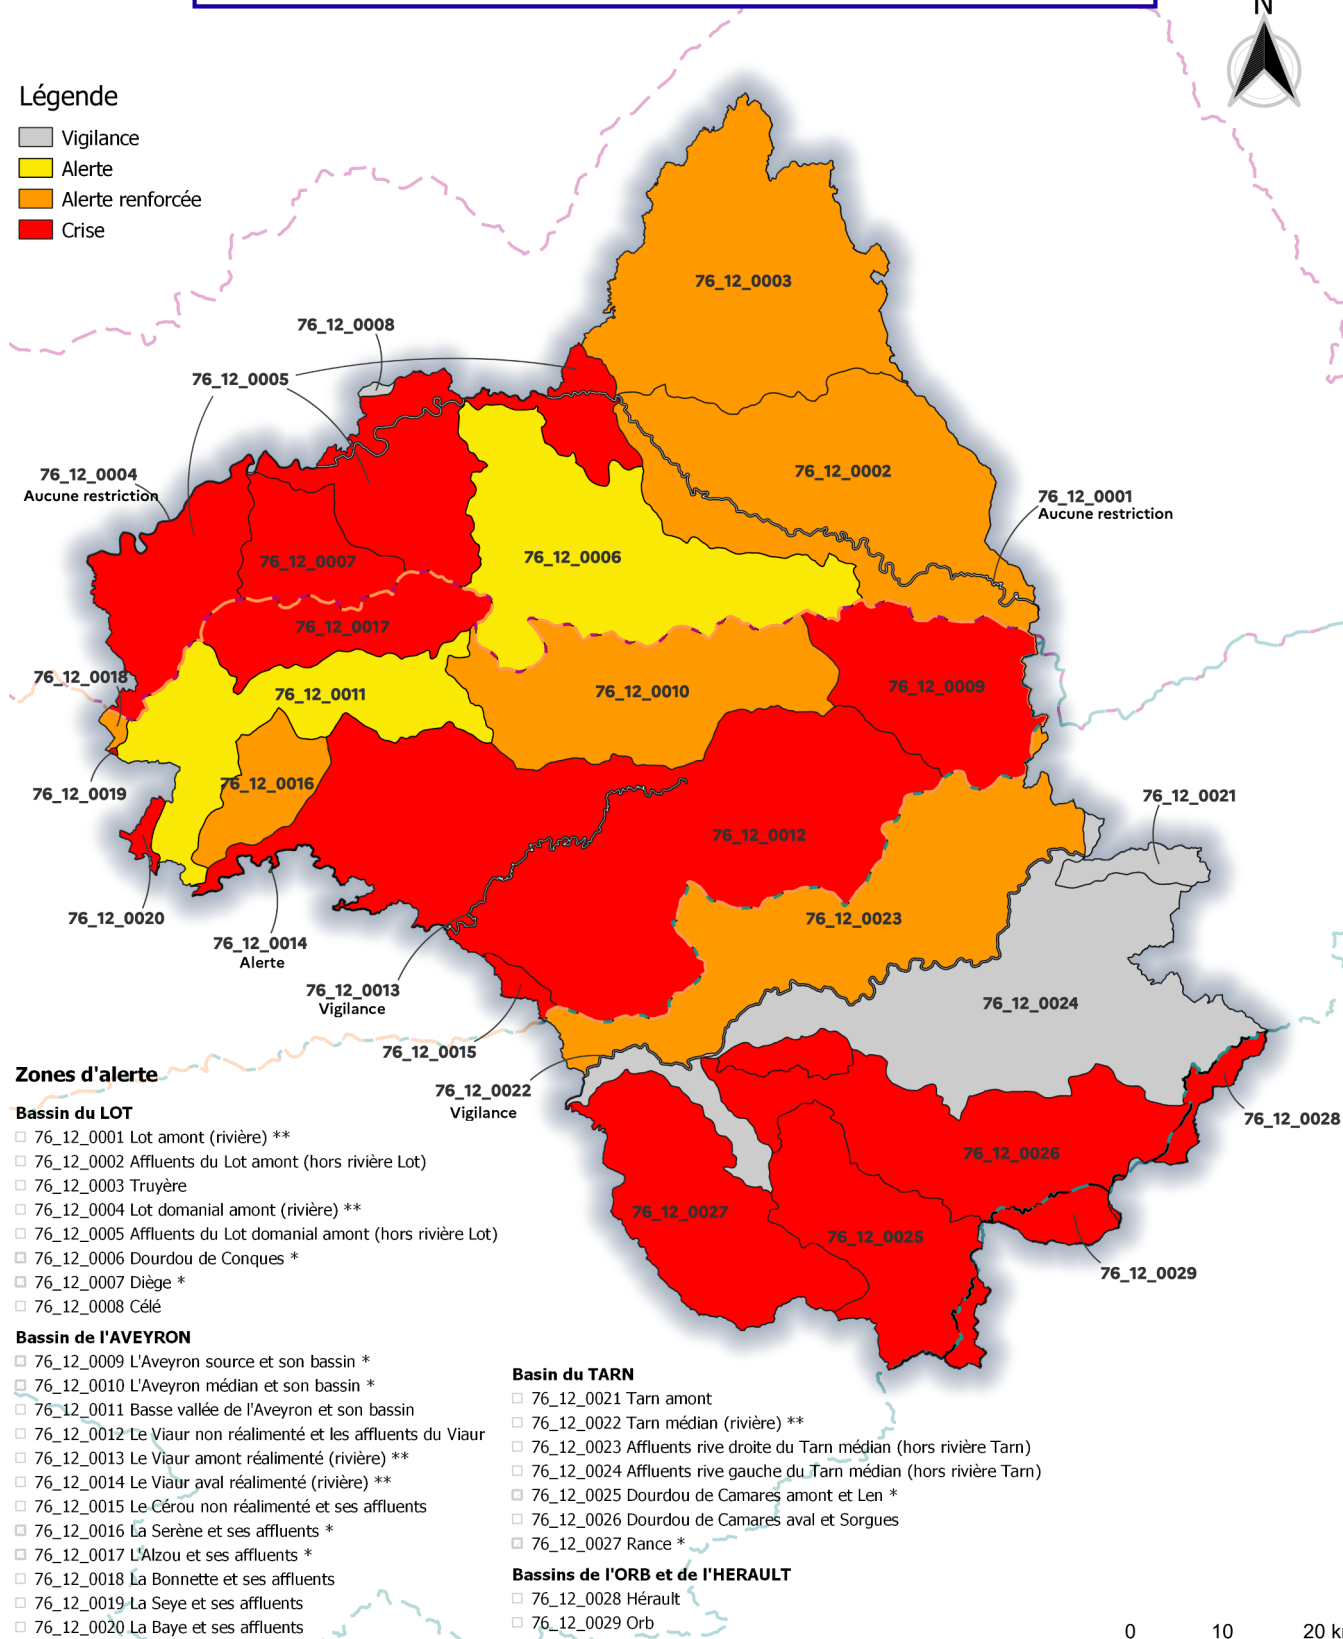 N
Légende
Vigilance
Alerte
Alerte renforcée
Crise
76_12_0003
76_12_0008
76_12_0005
76_12_0004
Aucune restriction
76_12_0002
76_12_0001
Aucune restriction
76_12_0006
76_12_0007
76_12_0017
76_12_0018
76_12_0011
76_12_0010
76_12_0009
76_12_0016
76_12_0019
76_12_0021
76_12_0012
76_12_0020
76_12_0023
76_12_0014
Alerte
76_12_0013
Vigilance
76_12_0024
76_12_0015
76_12_0022
Vigilance
76_12_0028
76_12_0026
76_12_0027
76_12_0025
76_12_0029
Zones d'alerte
Bassin du LOT
76_12_0001 Lot amont (rivière) **
76_12_0002 Affluents du Lot amont (hors rivière Lot)
76_12_0003 Truyère
76_12_0004 Lot domanial amont (rivière) **
76_12_0005 Affluents du Lot domanial amont (hors rivière Lot)
76_12_0006 Dourdou de Conques *
76_12_0007 Diège *
76_12_0008 Célé
Bassin de l'AVEYRON
76_12_0009 L'Aveyron source et son bassin *
76_12_0010 L'Aveyron médian et son bassin *
76_12_0011 Basse vallée de l'Aveyron et son bassin
76_12_0012 Le Viaur non réalimenté et les affluents du Viaur
76_12_0013 Le Viaur amont réalimenté (rivière) **
76_12_0014 Le Viaur aval réalimenté (rivière) **
76_12_0015 Le Cérou non réalimenté et ses affluents
76_12_0016 La Serène et ses affluents *
76_12_0017 L'Alzou et ses affluents *
76_12_0018 La Bonnette et ses affluents
76_12_0019 La Seye et ses affluents
76_12_0020 La Baye et ses affluents
Basin du TARN
76_12_0021 Tarn amont
76_12_0022 Tarn médian (rivière) **
76_12_0023 Affluents rive droite du Tarn médian (hors rivière Tarn)
76_12_0024 Affluents rive gauche du Tarn médian (hors rivière Tarn)
76_12_0025 Dourdou de Camares amont et Len *
76_12_0026 Dourdou de Camares aval et Sorgues
76_12_0027 Rance *
Bassins de l'ORB et de l'HERAULT
76_12_0028 Hérault
76_12_0029 Orb
0 10 20 k